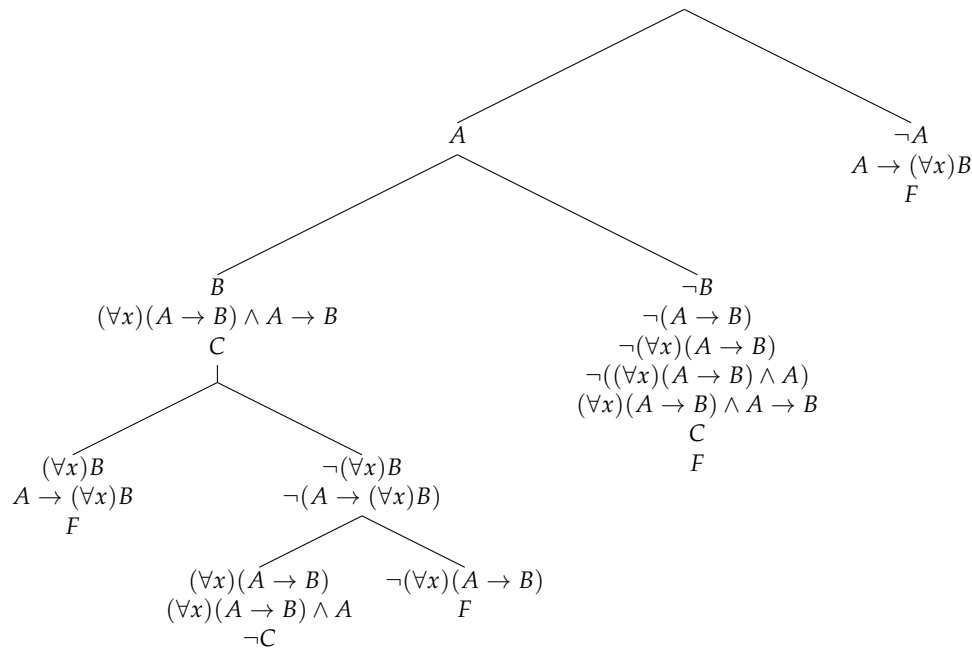 A
¬A
A → (∀x)B
F
B
(∀x)(A → B) ∧ A → B
C
¬B
¬(A → B)
¬(∀x)(A → B)
¬((∀x)(A → B) ∧ A)
(∀x)(A → B) ∧ A → B
C
F
(∀x)B
A → (∀x)B
F
¬(∀x)B
¬(A → (∀x)B)
(∀x)(A → B)
(∀x)(A → B) ∧ A
¬C
¬(∀x)(A → B)
F